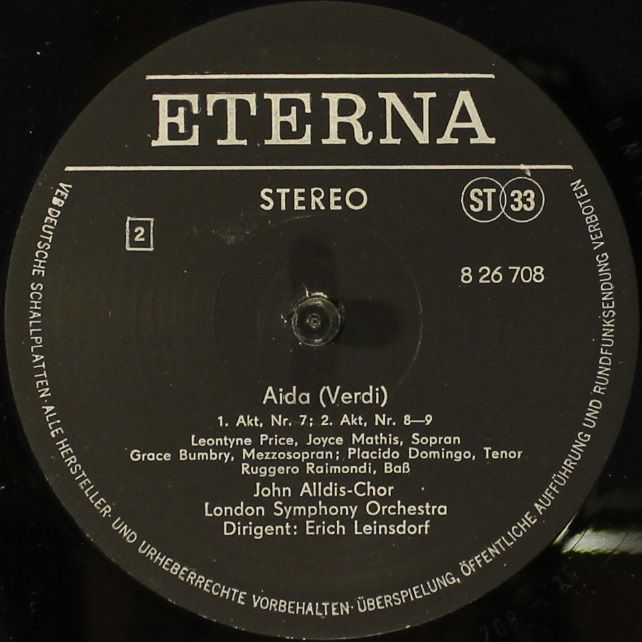 ETERNA
STEREO
ST 33
2
8 26 708
Aida (Verdi)
1. Akt, Nr. 7; 2. Akt, Nr. 8—9
Leontyne Price, Joyce Mathis, Sopran
Grace Bumbry, Mezzosopran; Placido Domingo, Tenor
Ruggero Raimondi, Baß
John Alldis-Chor
London Symphony Orchestra
Dirigent: Erich Leinsdorf
VEB DEUTSCHE SCHALLPLATTEN · ALLE HERSTELLER- UND URHEBERRECHTE VORBEHALTEN · ÜBERSPIELUNG, ÖFFENTLICHE AUFFÜHRUNG UND RUNDFUNKSENDUNG VERBOTEN